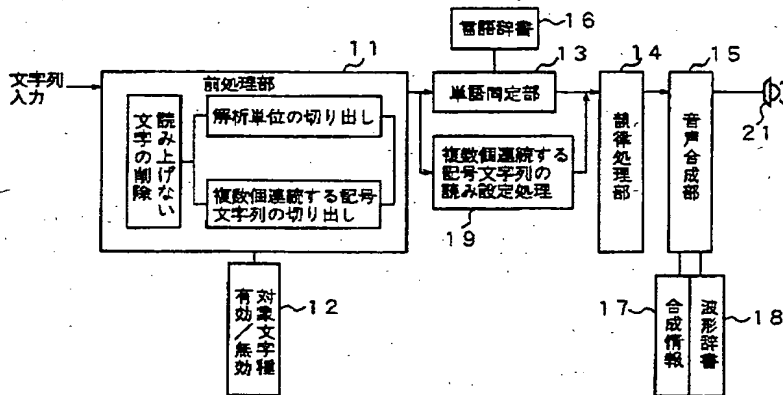 16
言語辞書
11
13
14
15
文字列
入力
前処理部
読み上げない
文字の削除
解析単位の切り出し
複数個連続する記号
文字列の切り出し
単語同定部
複数個連続する
記号文字列の
読み設定処理
19
韻律処理部
音声合成部
21
対象文字種
有効/無効
12
17
合成情報
波形辞書
18